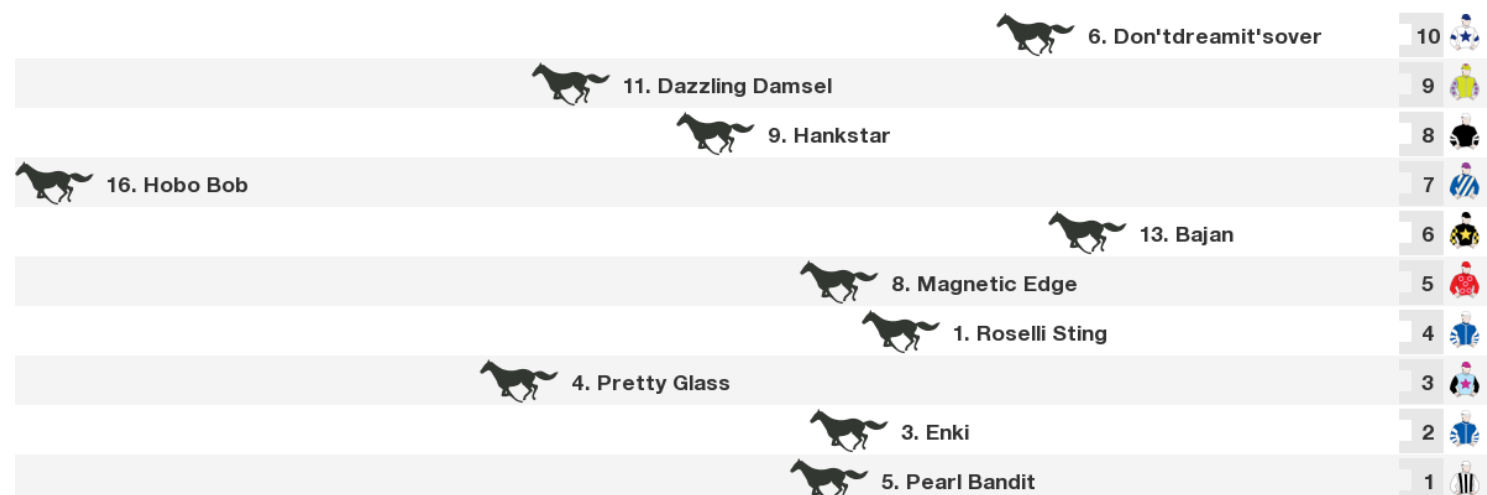 6. Don'tdreamit'sover 10
11. Dazzling Damsel 9
9. Hankstar 8
16. Hobo Bob 7
13. Bajan 6
8. Magnetic Edge 5
1. Roselli Sting 4
4. Pretty Glass 3
3. Enki 2
5. Pearl Bandit 1